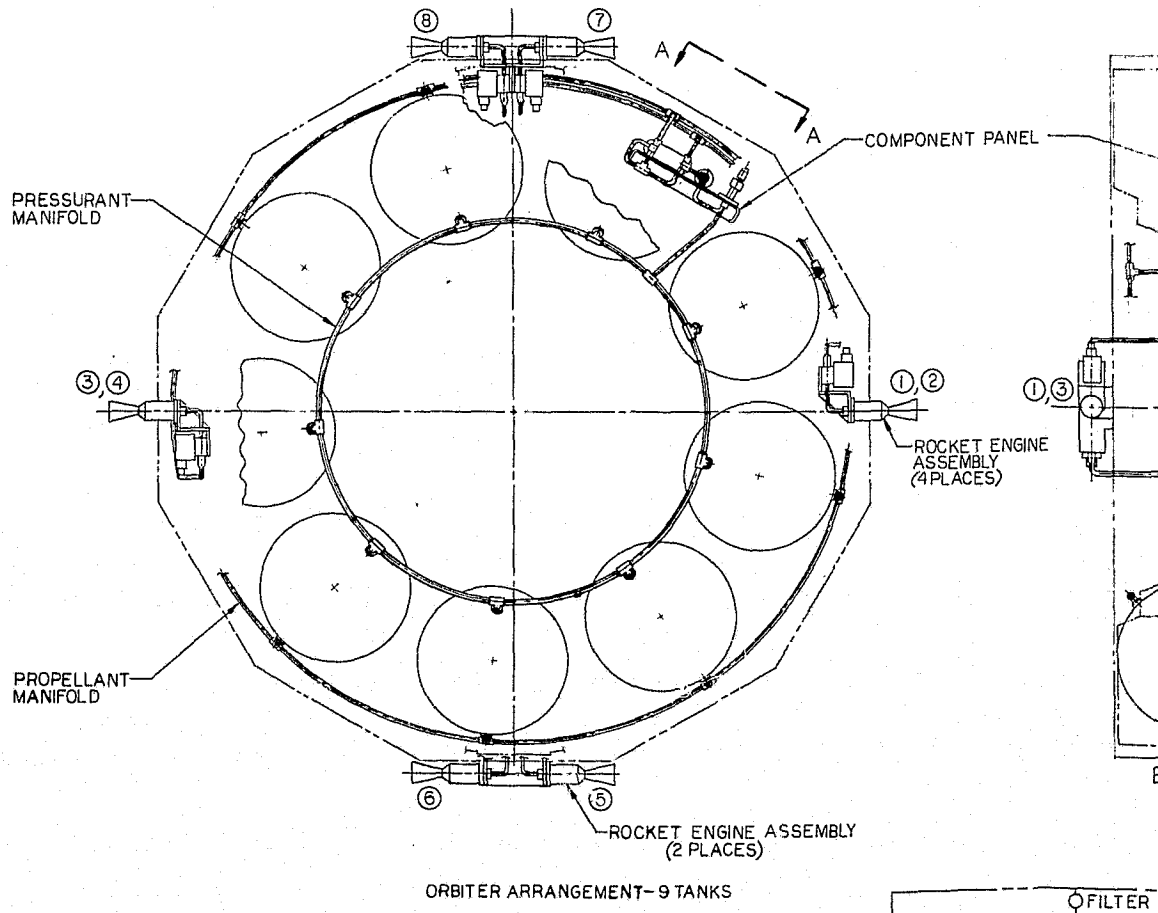 ⑧
⑦
A
A
COMPONENT PANEL
PRESSURANT
MANIFOLD
③,④
①,②
①,③
ROCKET ENGINE
ASSEMBLY
(4 PLACES)
PROPELLANT
MANIFOLD
⑥
⑤
ROCKET ENGINE ASSEMBLY
(2 PLACES)
ORBITER ARRANGEMENT-9 TANKS
FILTER